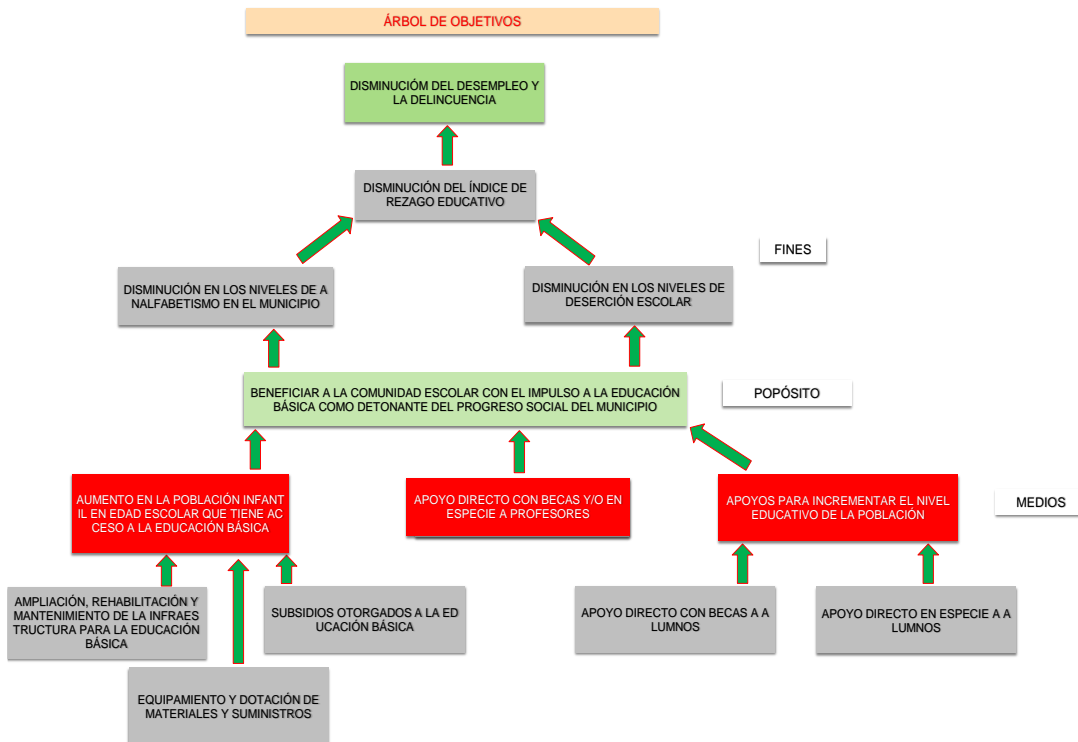 ÁRBOL DE OBJETIVOS
DISMINUCIÓM DEL DESEMPLEO Y
LA DELINCUENCIA
DISMINUCIÓN DEL ÍNDICE DE
REZAGO EDUCATIVO
FINES
DISMINUCIÓN EN LOS NIVELES DE A
NALFABETISMO EN EL MUNICIPIO
DISMINUCIÓN EN LOS NIVELES DE
DESERCIÓN ESCOLAR
BENEFICIAR A LA COMUNIDAD ESCOLAR CON EL IMPULSO A LA EDUCACIÓN
BÁSICA COMO DETONANTE DEL PROGRESO SOCIAL DEL MUNICIPIO
POPÓSITO
AUMENTO EN LA POBLACIÓN INFANT
IL EN EDAD ESCOLAR QUE TIENE AC
CESO A LA EDUCACIÓN BÁSICA
APOYO DIRECTO CON BECAS Y/O EN
ESPECIE A PROFESORES
APOYOS PARA INCREMENTAR EL NIVEL
EDUCATIVO DE LA POBLACIÓN
MEDIOS
AMPLIACIÓN, REHABILITACIÓN Y
MANTENIMIENTO DE LA INFRAES
TRUCTURA PARA LA EDUCACIÓN
BÁSICA
SUBSIDIOS OTORGADOS A LA ED
UCACIÓN BÁSICA
APOYO DIRECTO CON BECAS A A
LUMNOS
APOYO DIRECTO EN ESPECIE A A
LUMNOS
EQUIPAMIENTO Y DOTACIÓN DE
MATERIALES Y SUMINISTROS